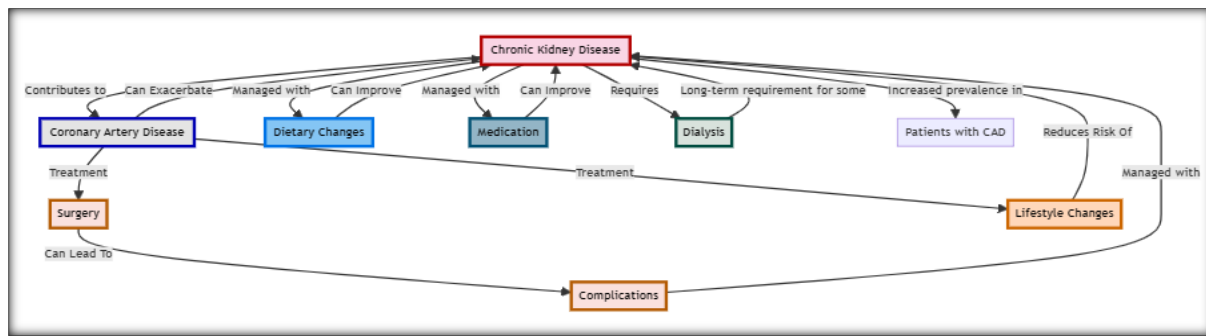 Chronic Kidney Disease
Contributes to
Can Exacerbate
Managed with
Can Improve
Managed with
Can Improve
Requires
Long-term requirement for some
Increased prevalence in
Coronary Artery Disease
Dietary Changes
Medication
Dialysis
Patients with CAD
Reduces Risk Of
Treatment
Treatment
Managed with
Surgery
Lifestyle Changes
Can Lead To
Complications